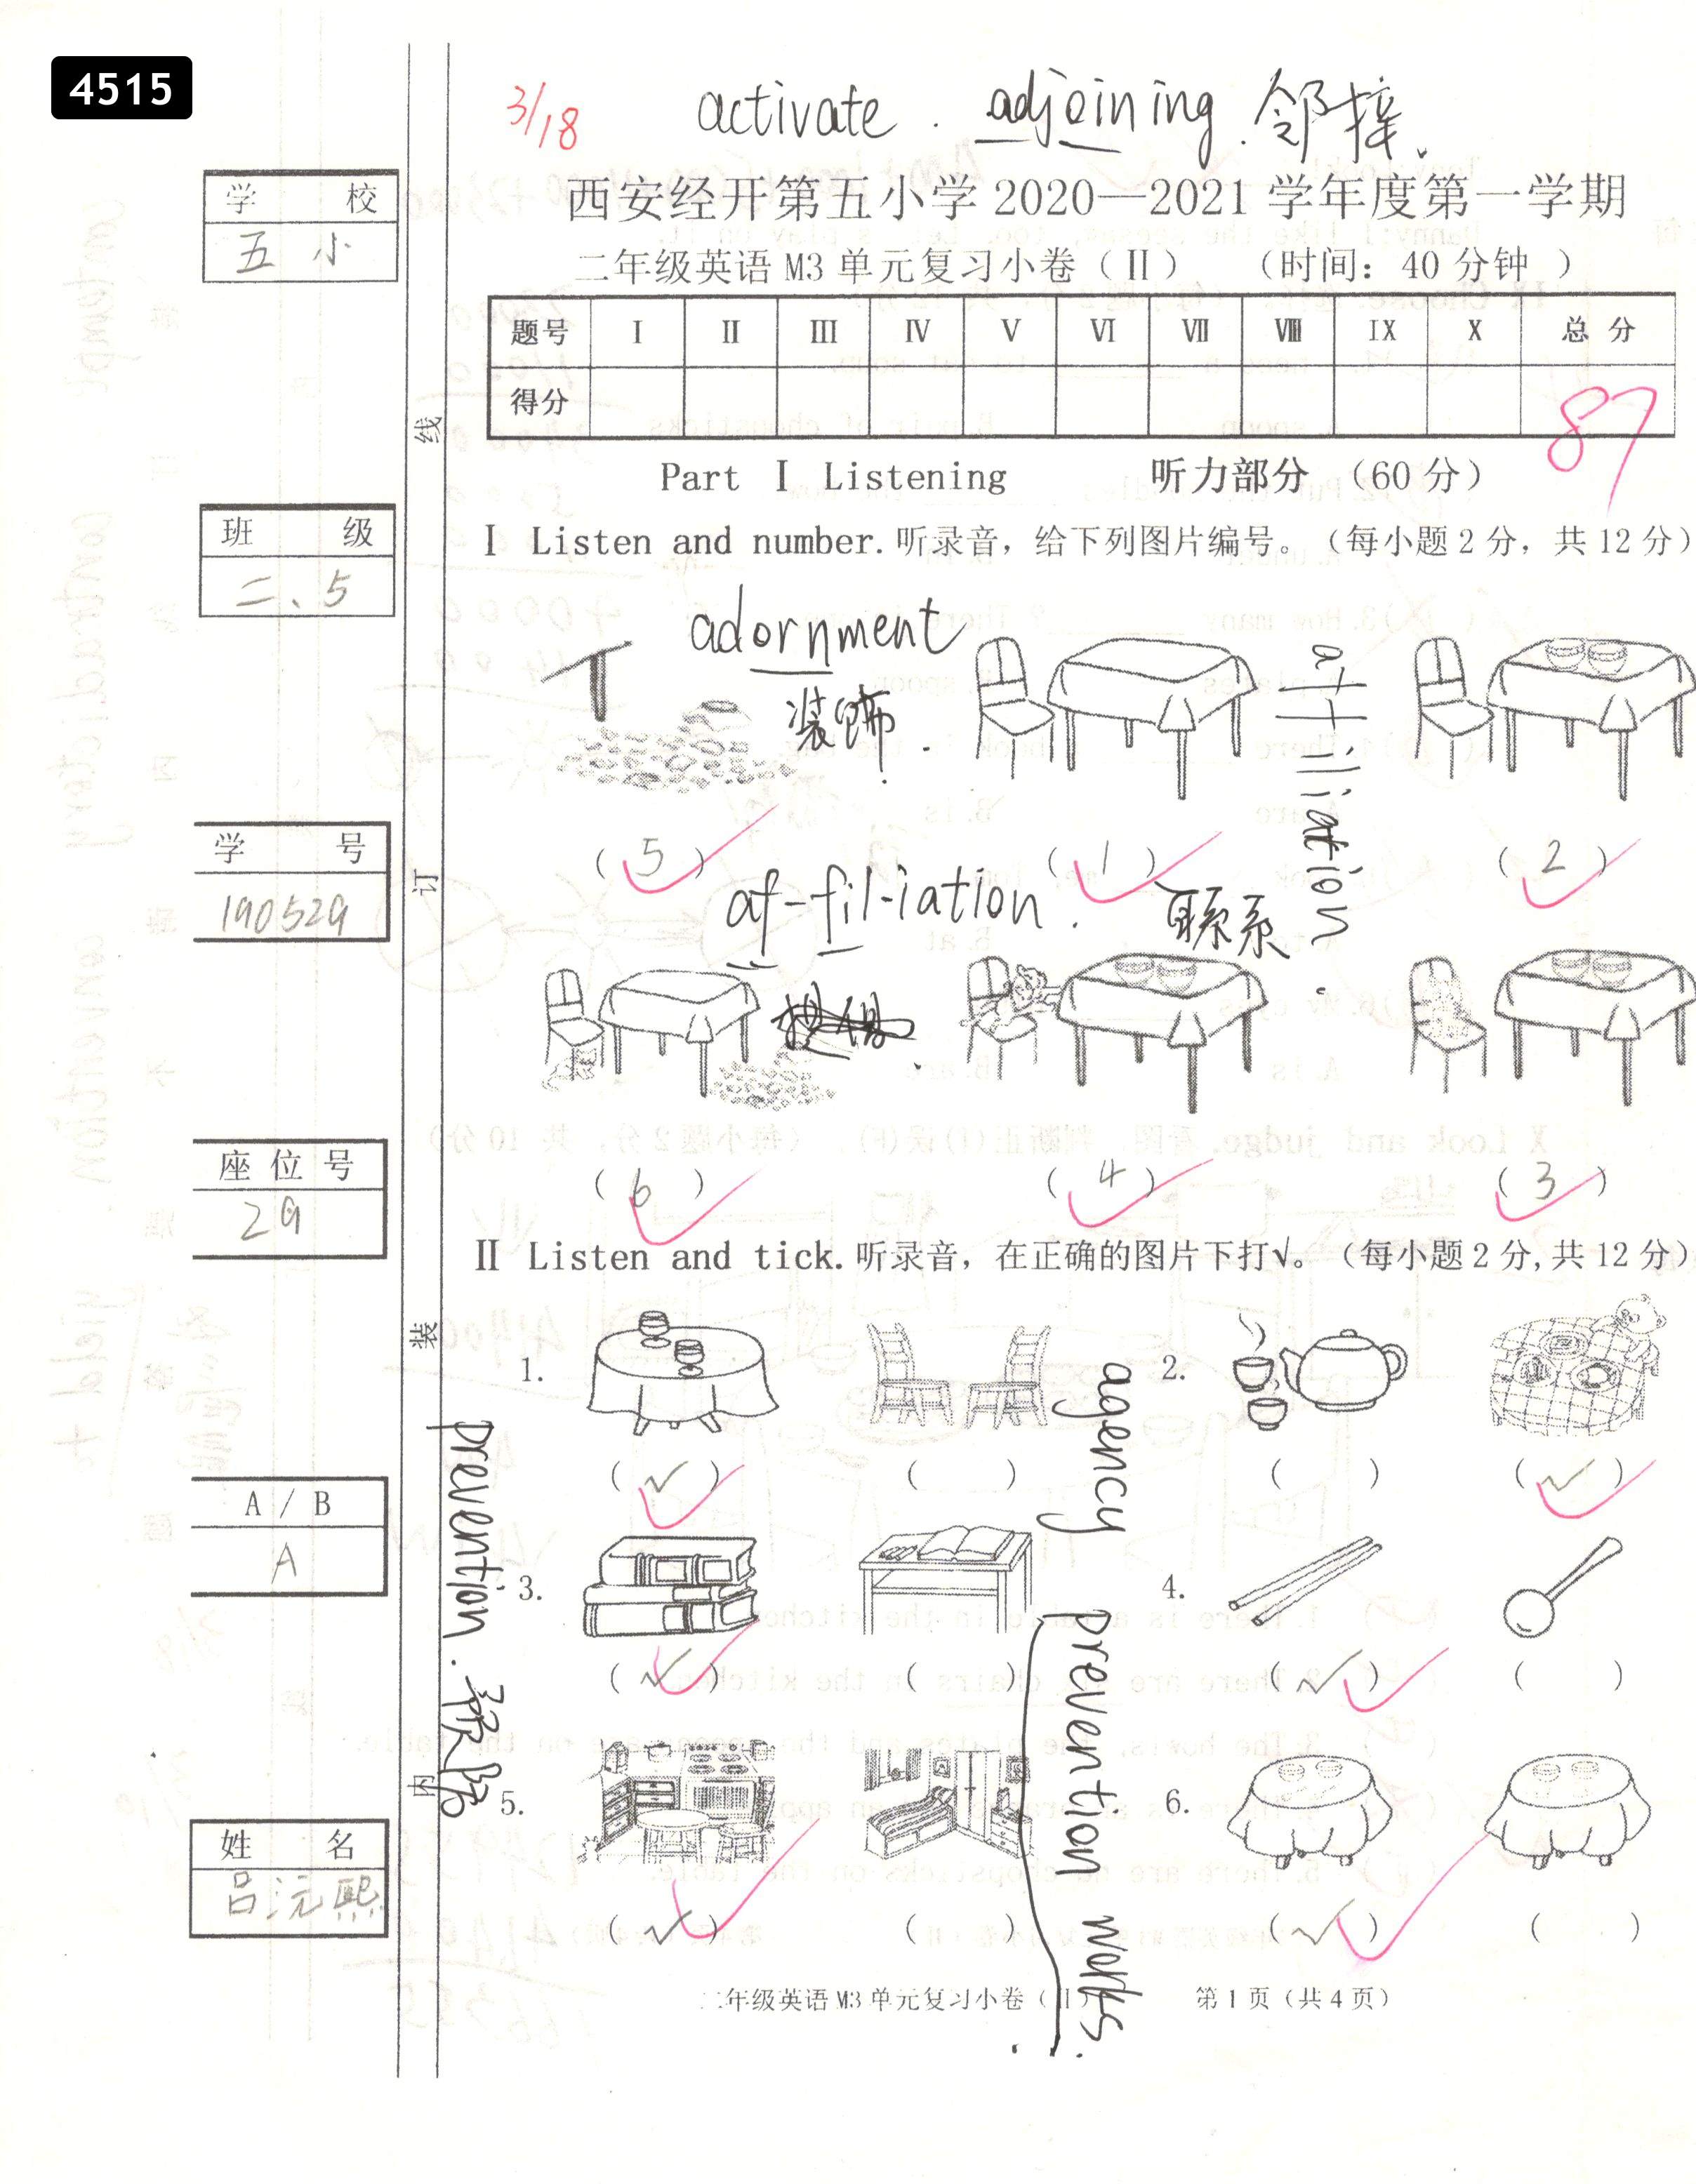 4515
3/18
activate . adjoining . 邻接.
西安经开第五小学 2020—2021 学年度第一学期
二年级英语 M3 单元复习小卷（Ⅱ） （时间：40 分钟 ）
题号 Ⅰ Ⅱ Ⅲ Ⅳ Ⅴ Ⅵ Ⅶ Ⅷ Ⅸ Ⅹ 总 分
得分 87
学 校
五 小
班 级
二、5
学 号
190529
座 位 号
29
A / B
A
姓 名
吕沅熙
线
订
装
内
Part Ⅰ Listening 听力部分 （60 分）
Ⅰ Listen and number. 听录音，给下列图片编号。（每小题 2 分，共 12 分）
adornment
装饰.
affiliation.
( 5 ) ( 1 ) ( 2 )
af-fil-iation. 联系
( 6 ) ( 4 ) ( 3 )
Ⅱ Listen and tick. 听录音，在正确的图片下打√。（每小题 2 分, 共 12 分）
1. 2.
agency
( √ ) ( ) ( ) ( √ )
prevention. 预防
3. 4.
prevention works.
( √ ) ( ) ( √ ) ( )
5. 6.
( √ ) ( ) ( √ ) ( )
二年级英语 M3 单元复习小卷（Ⅱ） 第 1 页（共 4 页）